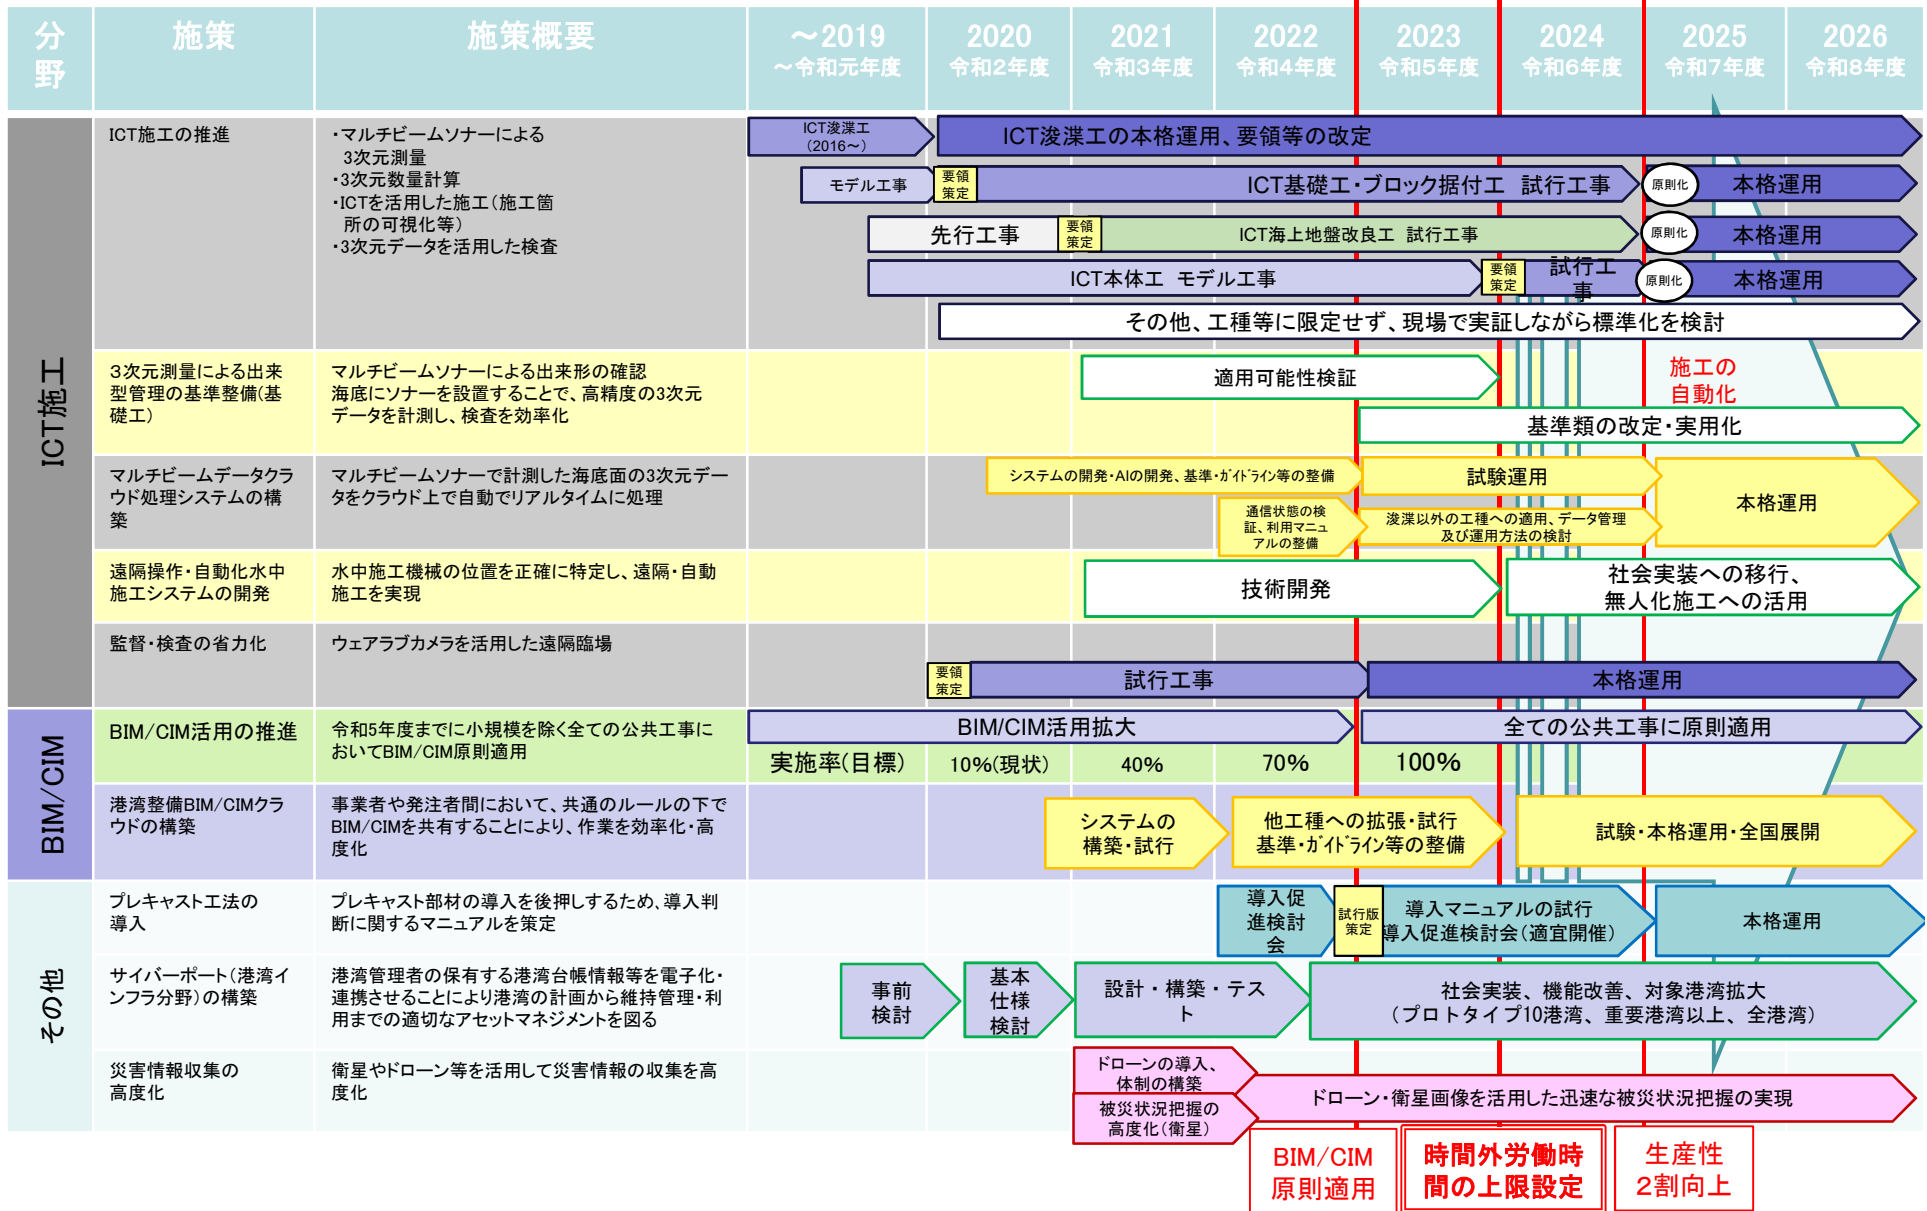 分
野
施策
施策概要
～2019
～令和元年度
2020
令和2年度
2021
令和3年度
2022
令和4年度
2023
令和5年度
2024
令和6年度
2025
令和7年度
2026
令和8年度
ICT施工
ICT施工の推進
・マルチビームソナーによる
3次元測量
・3次元数量計算
・ICTを活用した施工（施工箇
所の可視化等）
・3次元データを活用した検査
ICT浚渫工
（2016～）
ICT浚渫工の本格運用、要領等の改定
モデル工事
要領
策定
ICT基礎工・ブロック据付工　試行工事
原則化
本格運用
先行工事
要領
策定
ICT海上地盤改良工　試行工事
原則化
本格運用
ICT本体工　モデル工事
要領
策定
試行工
事
原則化
本格運用
その他、工種等に限定せず、現場で実証しながら標準化を検討
3次元測量による出来
型管理の基準整備(基
礎工)
マルチビームソナーによる出来形の確認
海底にソナーを設置することで、高精度の3次元
データを計測し、検査を効率化
適用可能性検証
施工の
自動化
基準類の改定・実用化
マルチビームデータクラ
ウド処理システムの構
築
マルチビームソナーで計測した海底面の3次元デー
タをクラウド上で自動でリアルタイムに処理
システムの開発・AIの開発、基準・ｶﾞｲﾄﾞﾗｲﾝ等の整備
試験運用
本格運用
通信状態の検
証、利用マニュ
アルの整備
浚渫以外の工種への適用、データ管理
及び運用方法の検討
遠隔操作・自動化水中
施工システムの開発
水中施工機械の位置を正確に特定し、遠隔・自動
施工を実現
技術開発
社会実装への移行、
無人化施工への活用
監督・検査の省力化
ウェアラブカメラを活用した遠隔臨場
要領
策定
試行工事
本格運用
BIM/CIM
BIM/CIM活用の推進
令和5年度までに小規模を除く全ての公共工事に
おいてBIM/CIM原則適用
BIM/CIM活用拡大
全ての公共工事に原則適用
実施率(目標)
10%(現状)
40%
70%
100%
港湾整備BIM/CIMクラ
ウドの構築
事業者や発注者間において、共通のルールの下で
BIM/CIMを共有することにより、作業を効率化・高
度化
システムの
構築・試行
他工種への拡張・試行
基準・ｶﾞｲﾄﾞﾗｲﾝ等の整備
試験・本格運用・全国展開
その他
プレキャスト工法の
導入
プレキャスト部材の導入を後押しするため、導入判
断に関するマニュアルを策定
導入促
進検討
会
試行版
策定
導入マニュアルの試行
導入促進検討会（適宜開催）
本格運用
サイバーポート（港湾イ
ンフラ分野）の構築
港湾管理者の保有する港湾台帳情報等を電子化・
連携させることにより港湾の計画から維持管理・利
用までの適切なアセットマネジメントを図る
事前
検討
基本
仕様
検討
設計・構築・テス
ト
社会実装、機能改善、対象港湾拡大
（プロトタイプ10港湾、重要港湾以上、全港湾）
災害情報収集の
高度化
衛星やドローン等を活用して災害情報の収集を高
度化
ドローンの導入、
体制の構築
被災状況把握の
高度化（衛星）
ドローン・衛星画像を活用した迅速な被災状況把握の実現
BIM/CIM
原則適用
時間外労働時
間の上限設定
生産性
2割向上